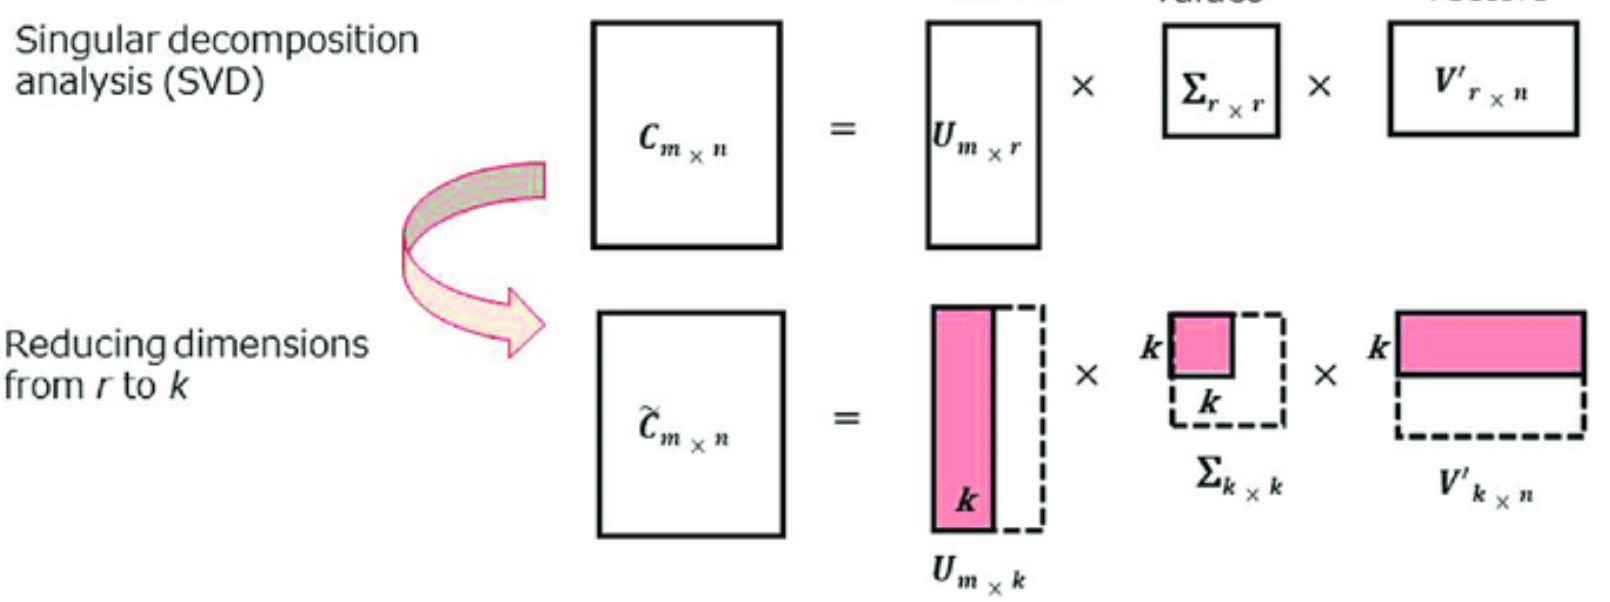 Singular decomposition
analysis (SVD)
C m × n
=
U m × r
×
Σ r × r
×
V′ r × n
Reducing dimensions
from r to k
C̃ m × n
=
k
U m × k
×
k
k
Σ k × k
×
k
V′ k × n